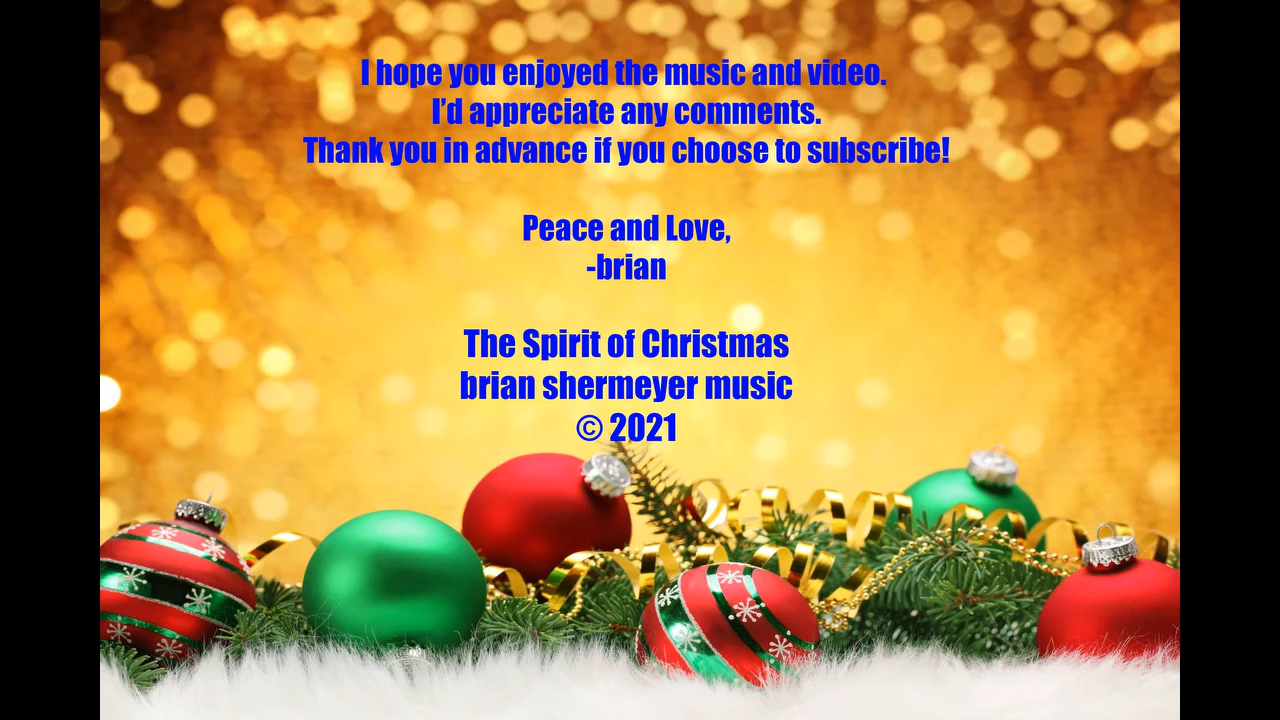 I hope you enjoyed the music and video.
I'd appreciate any comments.
Thank you in advance if you choose to subscribe!
Peace and Love,
-brian
The Spirit of Christmas
brian shermeyer music
© 2021